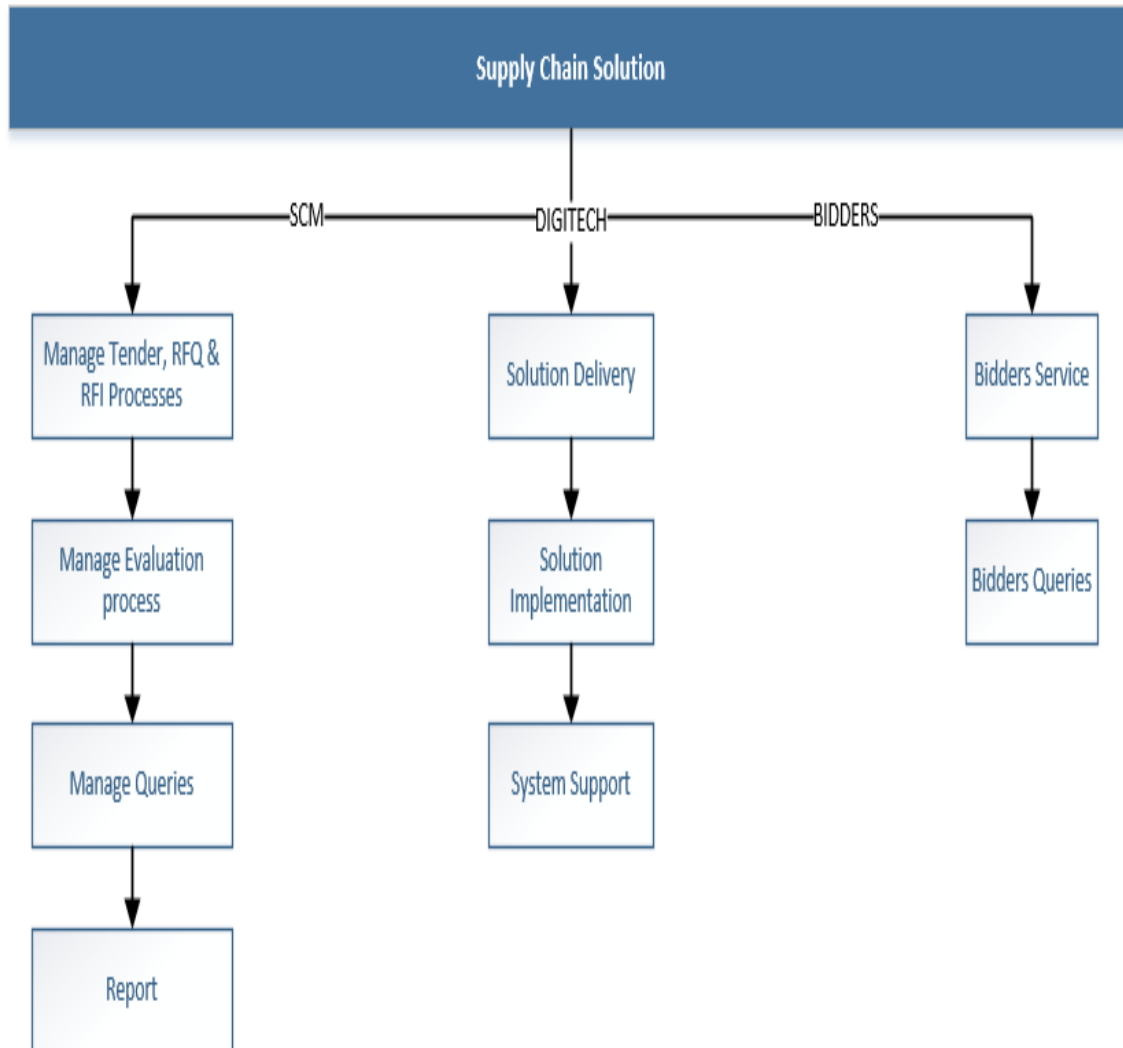 Supply Chain Solution
SCM
DIGITECH
BIDDERS
Manage Tender, RFQ &
RFI Processes
Solution Delivery
Bidders Service
Manage Evaluation
process
Solution
Implementation
Bidders Queries
Manage Queries
System Support
Report